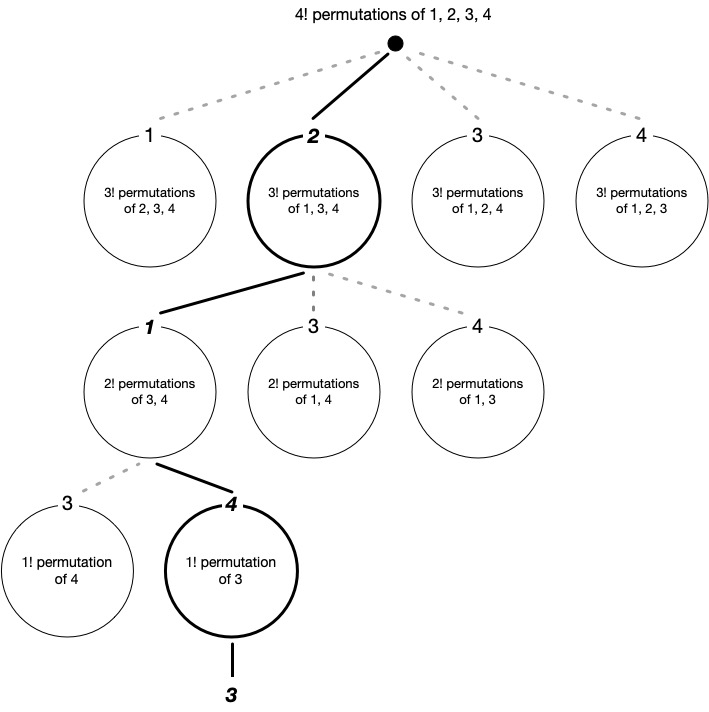 4! permutations of 1, 2, 3, 4
1
2
3
4
3! permutations
of 2, 3, 4
3! permutations
of 1, 3, 4
3! permutations
of 1, 2, 4
3! permutations
of 1, 2, 3
1
3
4
2! permutations
of 3, 4
2! permutations
of 1, 4
2! permutations
of 1, 3
3
4
1! permutation
of 4
1! permutation
of 3
3